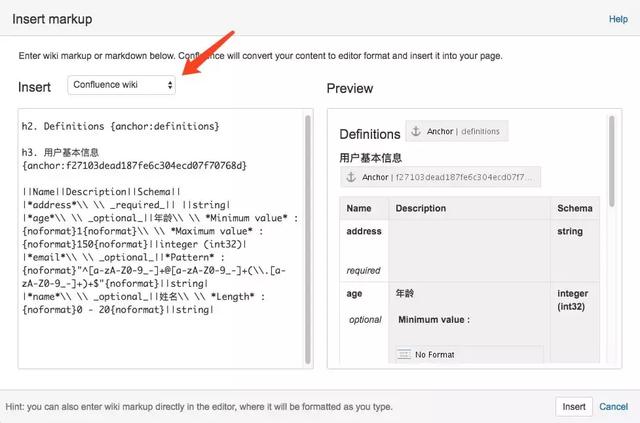 Insert markup
Help
Enter wiki markup or markdown below. Confluence will convert your content to editor format and insert it into your page.
Insert
Confluence wiki
Preview
h2. Definitions {anchor:definitions}
h3. 用户基本信息
{anchor:f27103dead187fe6c304ecd07f70768d}
||Name||Description||Schema||
|*address*\\ \\ _required_|| ||string|
|*age*\\ \\ _optional_||年龄\\ \\ *Minimum value* :
{noformat}1{noformat}\\ \\ *Maximum value* :
{noformat}150{noformat}||integer (int32)|
|*email*\\ \\ _optional_||*Pattern* :
{noformat}"^[a-zA-Z0-9_-]+@[a-zA-Z0-9_-]+(\\.[a-
zA-Z0-9_-]+)+$"{noformat}||string|
|*name*\\ \\ _optional_||姓名\\ \\ *Length* :
{noformat}0 - 20{noformat}||string|
Definitions Anchor | definitions
用户基本信息
Anchor | f27103dead187fe6c304ecd07f7...
Name Description Schema
address string
required
age 年龄 integer
(int32)
optional Minimum value :
No Format
Hint: you can also enter wiki markup directly in the editor, where it will be formatted as you type.
Insert
Cancel